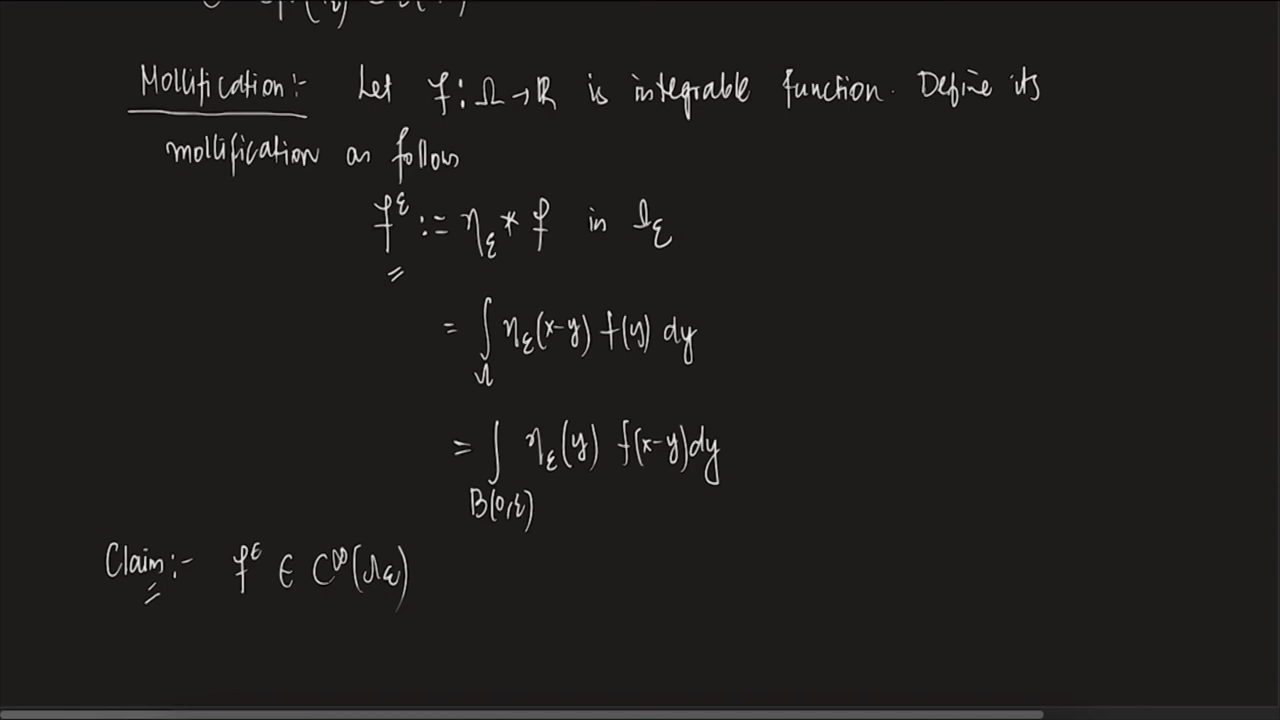 Mollification:- Let f: Ω → ℝ is integrable function. Define its
mollification as follows
f^ε := η_ε * f in Ω_ε
= ∫_Ω η_ε(x-y) f(y) dy
= ∫_{B(0,ε)} η_ε(y) f(x-y) dy
Claim:- f^ε ∈ C^∞(Ω_ε)